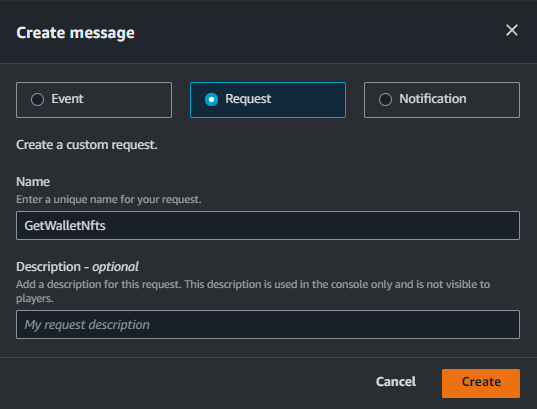 Create message
Event
Request
Notification
Create a custom request.
Name
Enter a unique name for your request.
GetWalletNfts
Description - optional
Add a description for this request. This description is used in the console only and is not visible to
players.
My request description
Cancel
Create